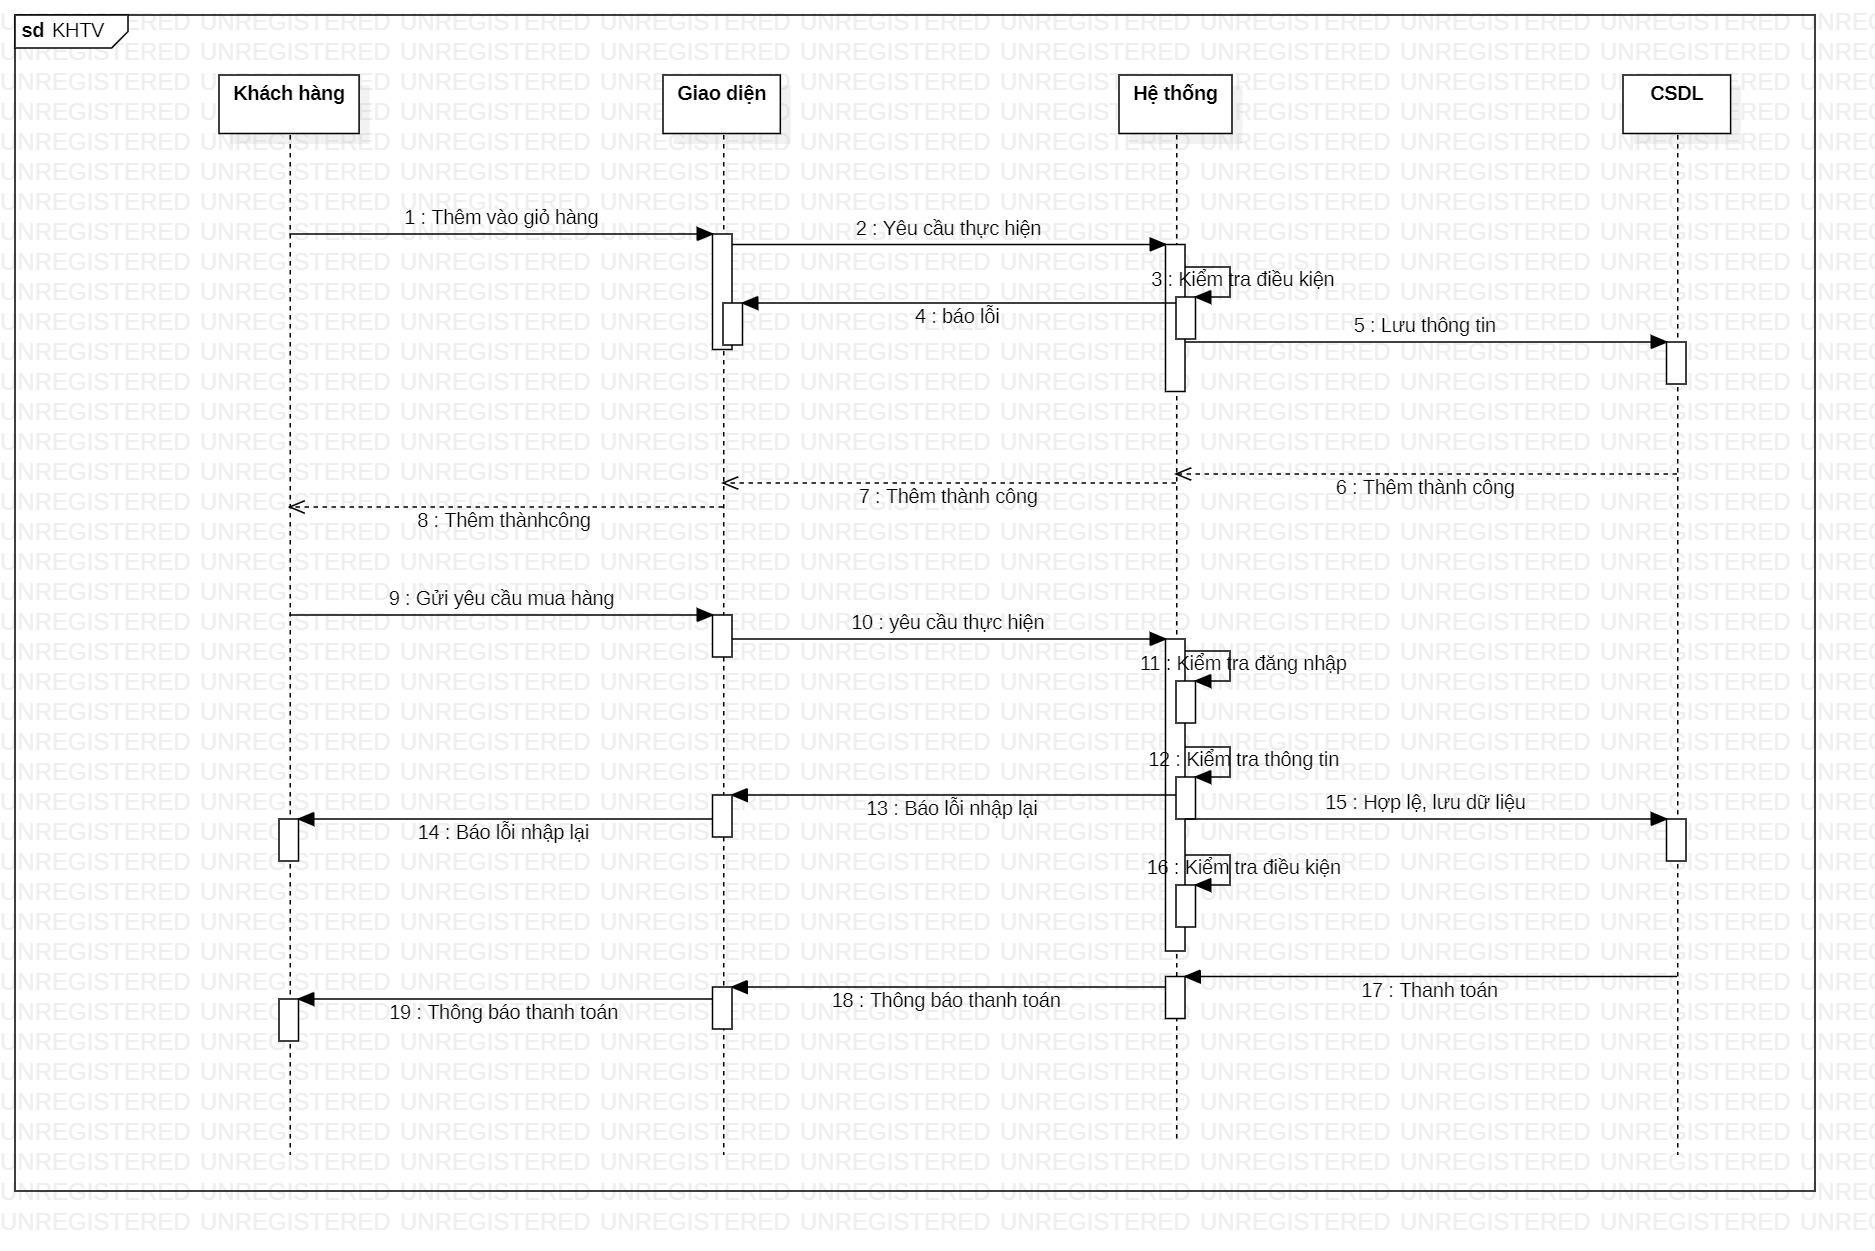 sd KHTV
Khách hàng
Giao diện
Hệ thống
CSDL
1 : Thêm vào giỏ hàng
2 : Yêu cầu thực hiện
3 : Kiểm tra điều kiện
4 : báo lỗi
5 : Lưu thông tin
6 : Thêm thành công
7 : Thêm thành công
8 : Thêm thànhcông
9 : Gửi yêu cầu mua hàng
10 : yêu cầu thực hiện
11 : Kiểm tra đăng nhập
12 : Kiểm tra thông tin
13 : Báo lỗi nhập lại
14 : Báo lỗi nhập lại
15 : Hợp lệ, lưu dữ liệu
16 : Kiểm tra điều kiện
17 : Thanh toán
18 : Thông báo thanh toán
19 : Thông báo thanh toán
UNREGISTERED